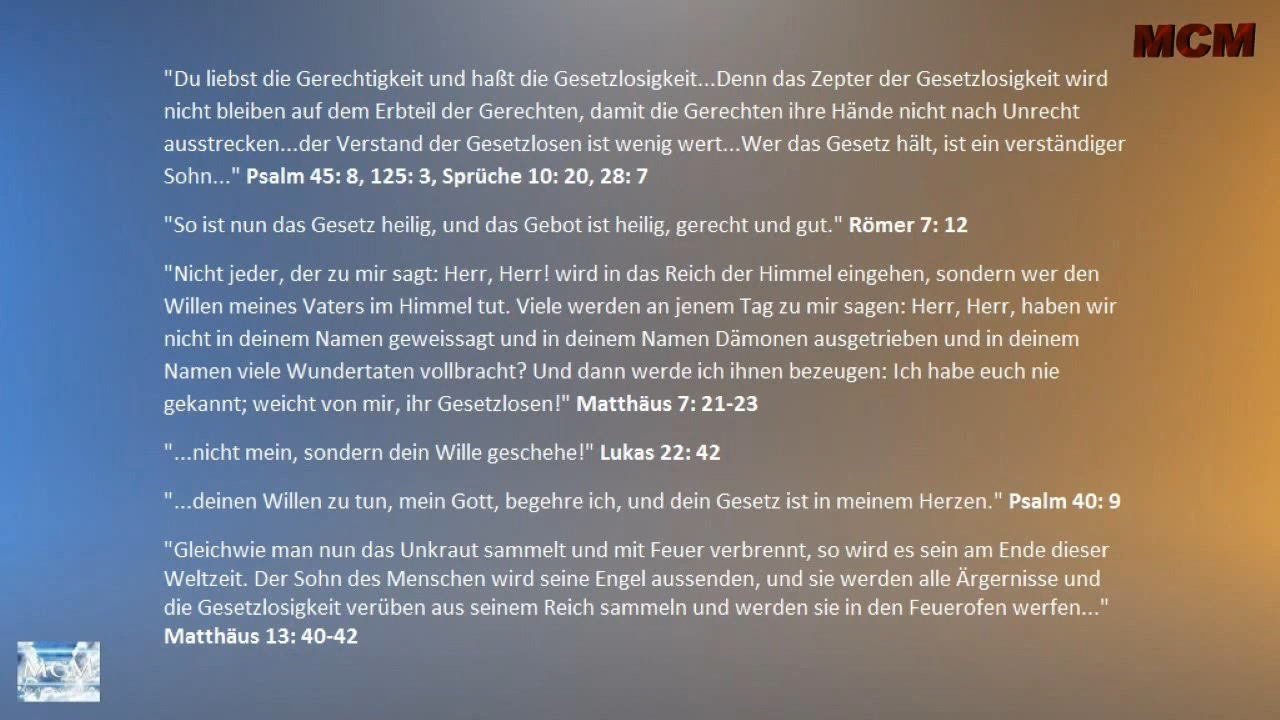 MCM
"Du liebst die Gerechtigkeit und haßt die Gesetzlosigkeit...Denn das Zepter der Gesetzlosigkeit wird
nicht bleiben auf dem Erbteil der Gerechten, damit die Gerechten ihre Hände nicht nach Unrecht
ausstrecken...der Verstand der Gesetzlosen ist wenig wert...Wer das Gesetz hält, ist ein verständiger
Sohn..." Psalm 45: 8, 125: 3, Sprüche 10: 20, 28: 7
"So ist nun das Gesetz heilig, und das Gebot ist heilig, gerecht und gut." Römer 7: 12
"Nicht jeder, der zu mir sagt: Herr, Herr! wird in das Reich der Himmel eingehen, sondern wer den
Willen meines Vaters im Himmel tut. Viele werden an jenem Tag zu mir sagen: Herr, Herr, haben wir
nicht in deinem Namen geweissagt und in deinem Namen Dämonen ausgetrieben und in deinem
Namen viele Wundertaten vollbracht? Und dann werde ich ihnen bezeugen: Ich habe euch nie
gekannt; weicht von mir, ihr Gesetzlosen!" Matthäus 7: 21-23
"...nicht mein, sondern dein Wille geschehe!" Lukas 22: 42
"...deinen Willen zu tun, mein Gott, begehre ich, und dein Gesetz ist in meinem Herzen." Psalm 40: 9
"Gleichwie man nun das Unkraut sammelt und mit Feuer verbrennt, so wird es sein am Ende dieser
Weltzeit. Der Sohn des Menschen wird seine Engel aussenden, und sie werden alle Ärgernisse und
die Gesetzlosigkeit verüben aus seinem Reich sammeln und werden sie in den Feuerofen werfen..."
Matthäus 13: 40-42
MGM